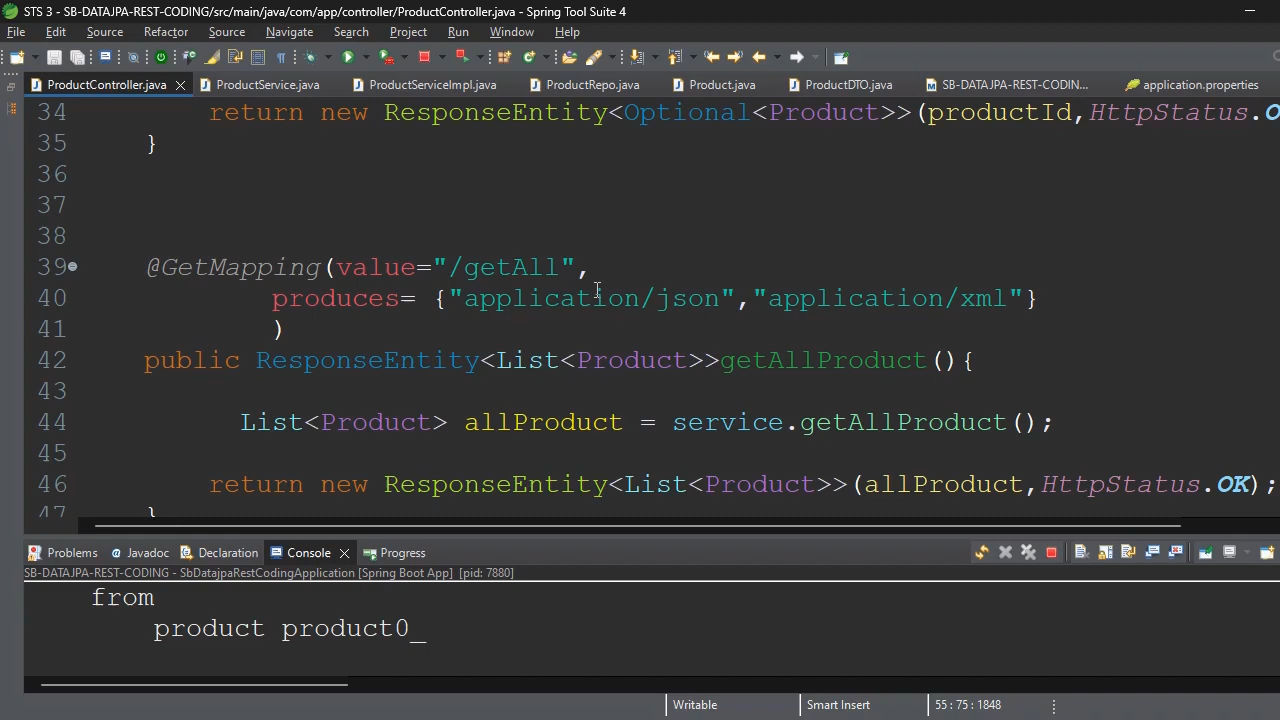 STS 3 - SB-DATAJPA-REST-CODING/src/main/java/com/app/controller/ProductController.java - Spring Tool Suite 4
File Edit Source Refactor Source Navigate Search Project Run Window Help
ProductController.java ProductService.java ProductServiceImpl.java ProductRepo.java Product.java ProductDTO.java SB-DATAJPA-REST-CODIN... application.properties
34 return new ResponseEntity<Optional<Product>>(productId,HttpStatus.O
35 }
36
37
38
39 @GetMapping(value="/getAll",
40 produces= {"application/json","application/xml"}
41 )
42 public ResponseEntity<List<Product>>getAllProduct(){
43
44 List<Product> allProduct = service.getAllProduct();
45
46 return new ResponseEntity<List<Product>>(allProduct,HttpStatus.OK);
47 }
Problems @ Javadoc Declaration Console Progress
SB-DATAJPA-REST-CODING - SbDatajpaRestCodingApplication [Spring Boot App] [pid: 7880]
from
product product0_
Writable Smart Insert 55 : 75 : 1848